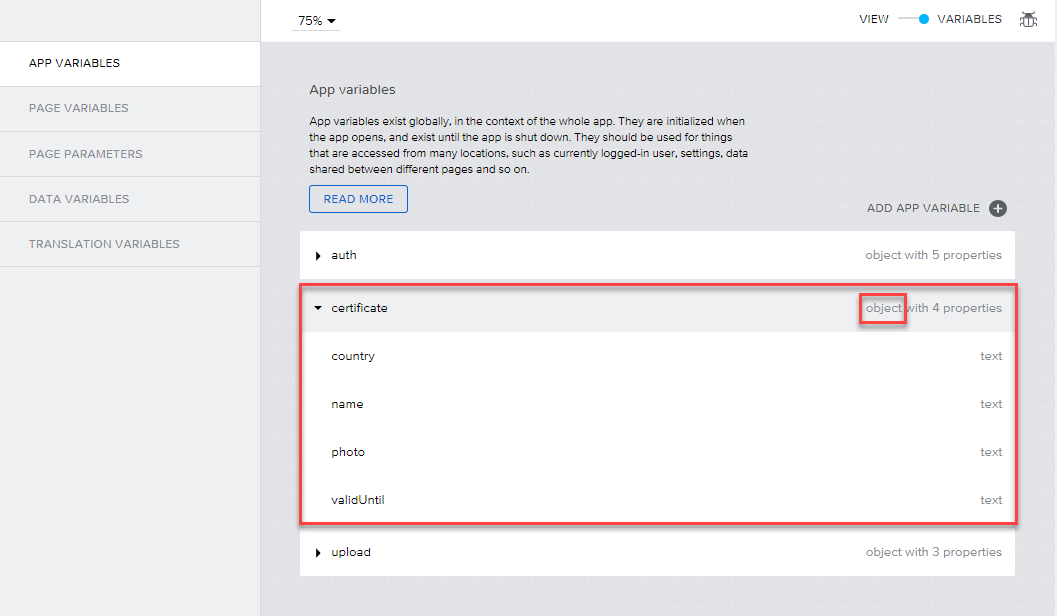 75%
VIEW VARIABLES
APP VARIABLES
PAGE VARIABLES
PAGE PARAMETERS
DATA VARIABLES
TRANSLATION VARIABLES
App variables
App variables exist globally, in the context of the whole app. They are initialized when
the app opens, and exist until the app is shut down. They should be used for things
that are accessed from many locations, such as currently logged-in user, settings, data
shared between different pages and so on.
READ MORE
ADD APP VARIABLE
auth object with 5 properties
certificate object with 4 properties
country text
name text
photo text
validUntil text
upload object with 3 properties